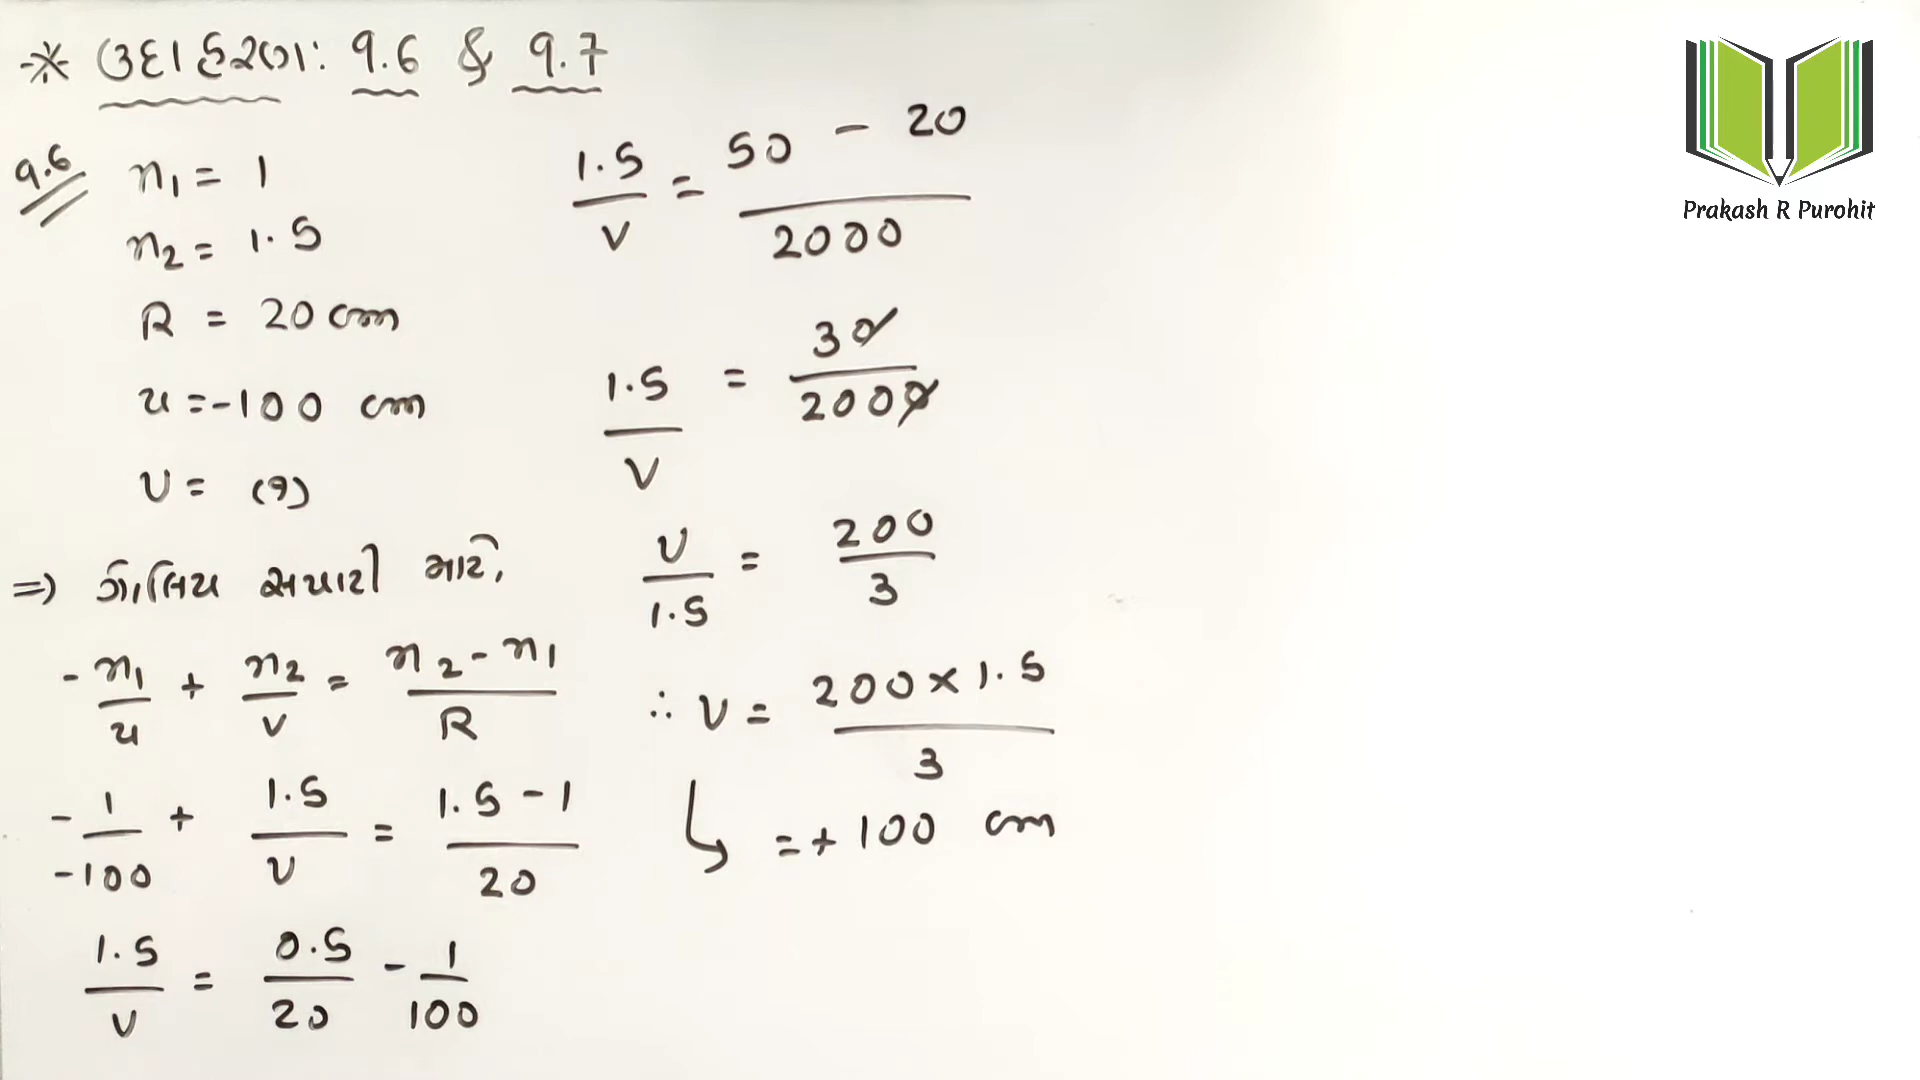 * ઉદાહરણ: 9.6 & 9.7
9.6
n₁ = 1
n₂ = 1.5
R = 20 cm
u = -100 cm
v = (?)
⇒ ગોલિય સપાટી માટે,
- n₁/u + n₂/v = n₂ - n₁/R
- 1/-100 + 1.5/v = 1.5 - 1/20
1.5/v = 0.5/20 - 1/100
1.5/v = 50 - 20/2000
1.5/v = 30/2000
v/1.5 = 200/3
∴ v = 200 × 1.5/3
= + 100 cm
Prakash R Purohit